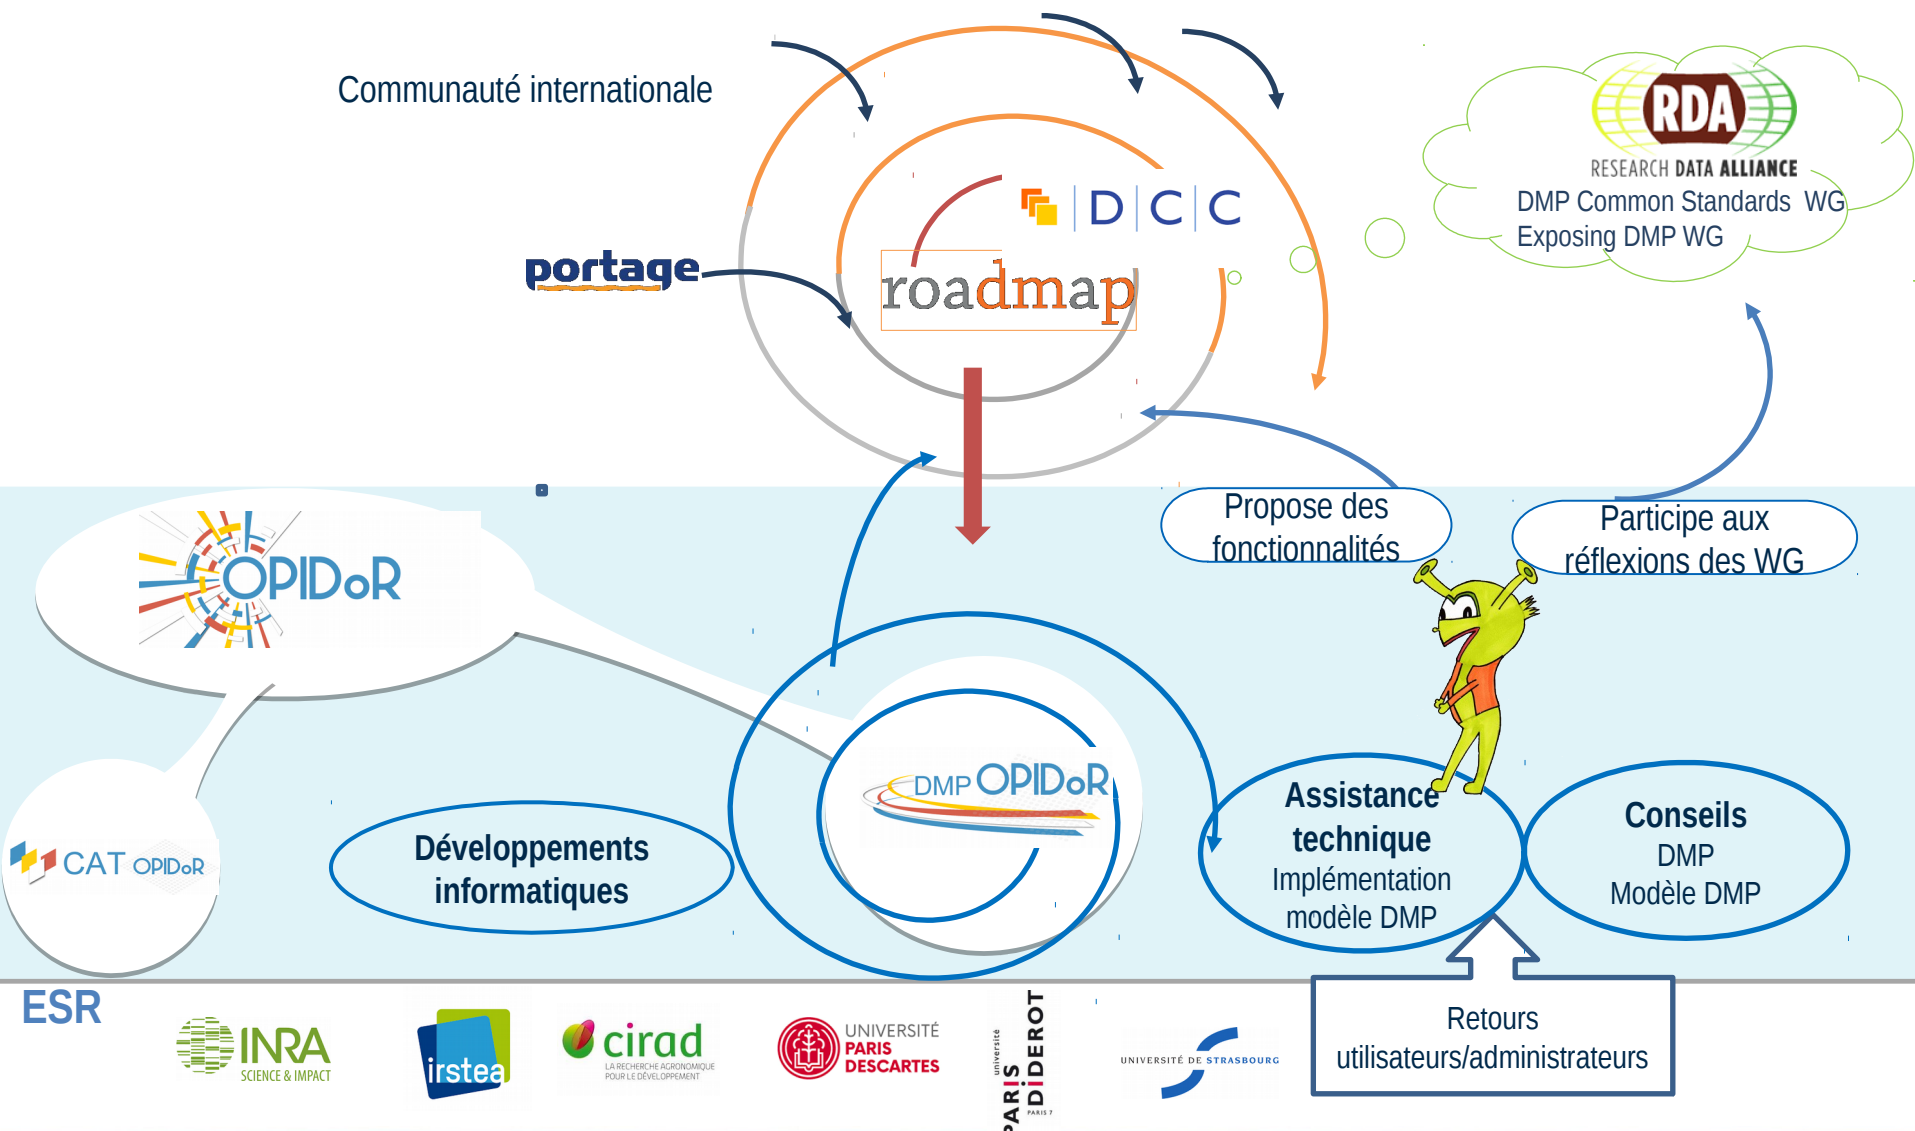 Communauté internationale
RDA
RESEARCH DATA ALLIANCE
DMP Common Standards WG
Exposing DMP WG
D|C|C
portage
roadmap
Propose des
fonctionnalités
Participe aux
réflexions des WG
OPIDoR
DMP OPIDoR
CAT OPIDoR
Développements
informatiques
Assistance
technique
Implémentation
modèle DMP
Conseils
DMP
Modèle DMP
ESR
INRA
SCIENCE & IMPACT
irstea
cirad
LA RECHERCHE AGRONOMIQUE
POUR LE DÉVELOPPEMENT
UNIVERSITÉ
PARIS
DESCARTES
université
PARIS
DiDEROT
PARIS 7
UNIVERSITÉ DE STRASBOURG
Retours
utilisateurs/administrateurs